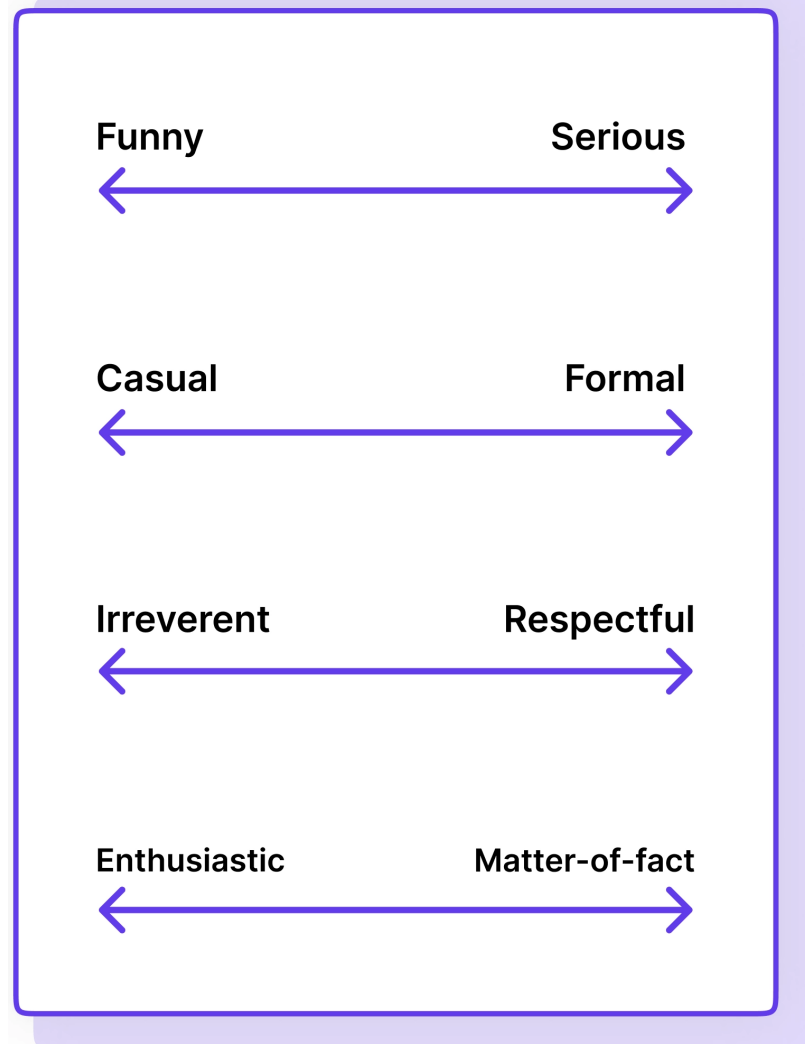 Funny Serious
Casual Formal
Irreverent Respectful
Enthusiastic Matter-of-fact